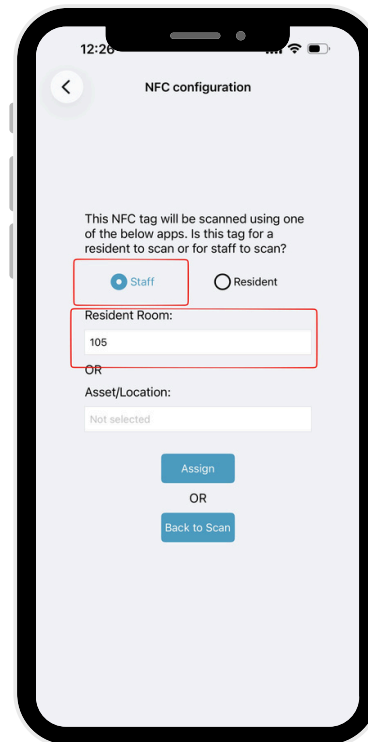 12:26
NFC configuration
This NFC tag will be scanned using one
of the below apps. Is this tag for a
resident to scan or for staff to scan?
Staff
Resident
Resident Room:
105
OR
Asset/Location:
Not selected
Assign
OR
Back to Scan